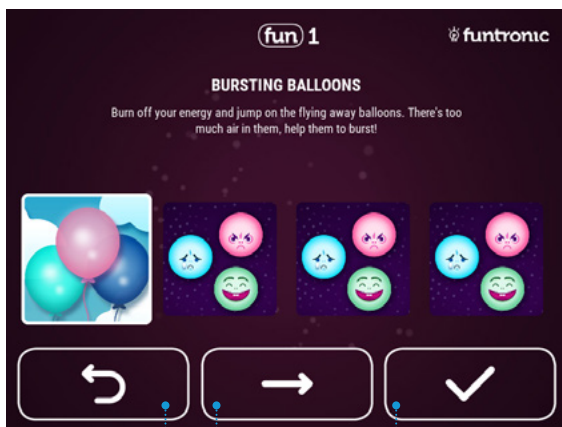 fun 1
funtronic
BURSTING BALLOONS
Burn off your energy and jump on the flying away balloons. There's too
much air in them, help them to burst!